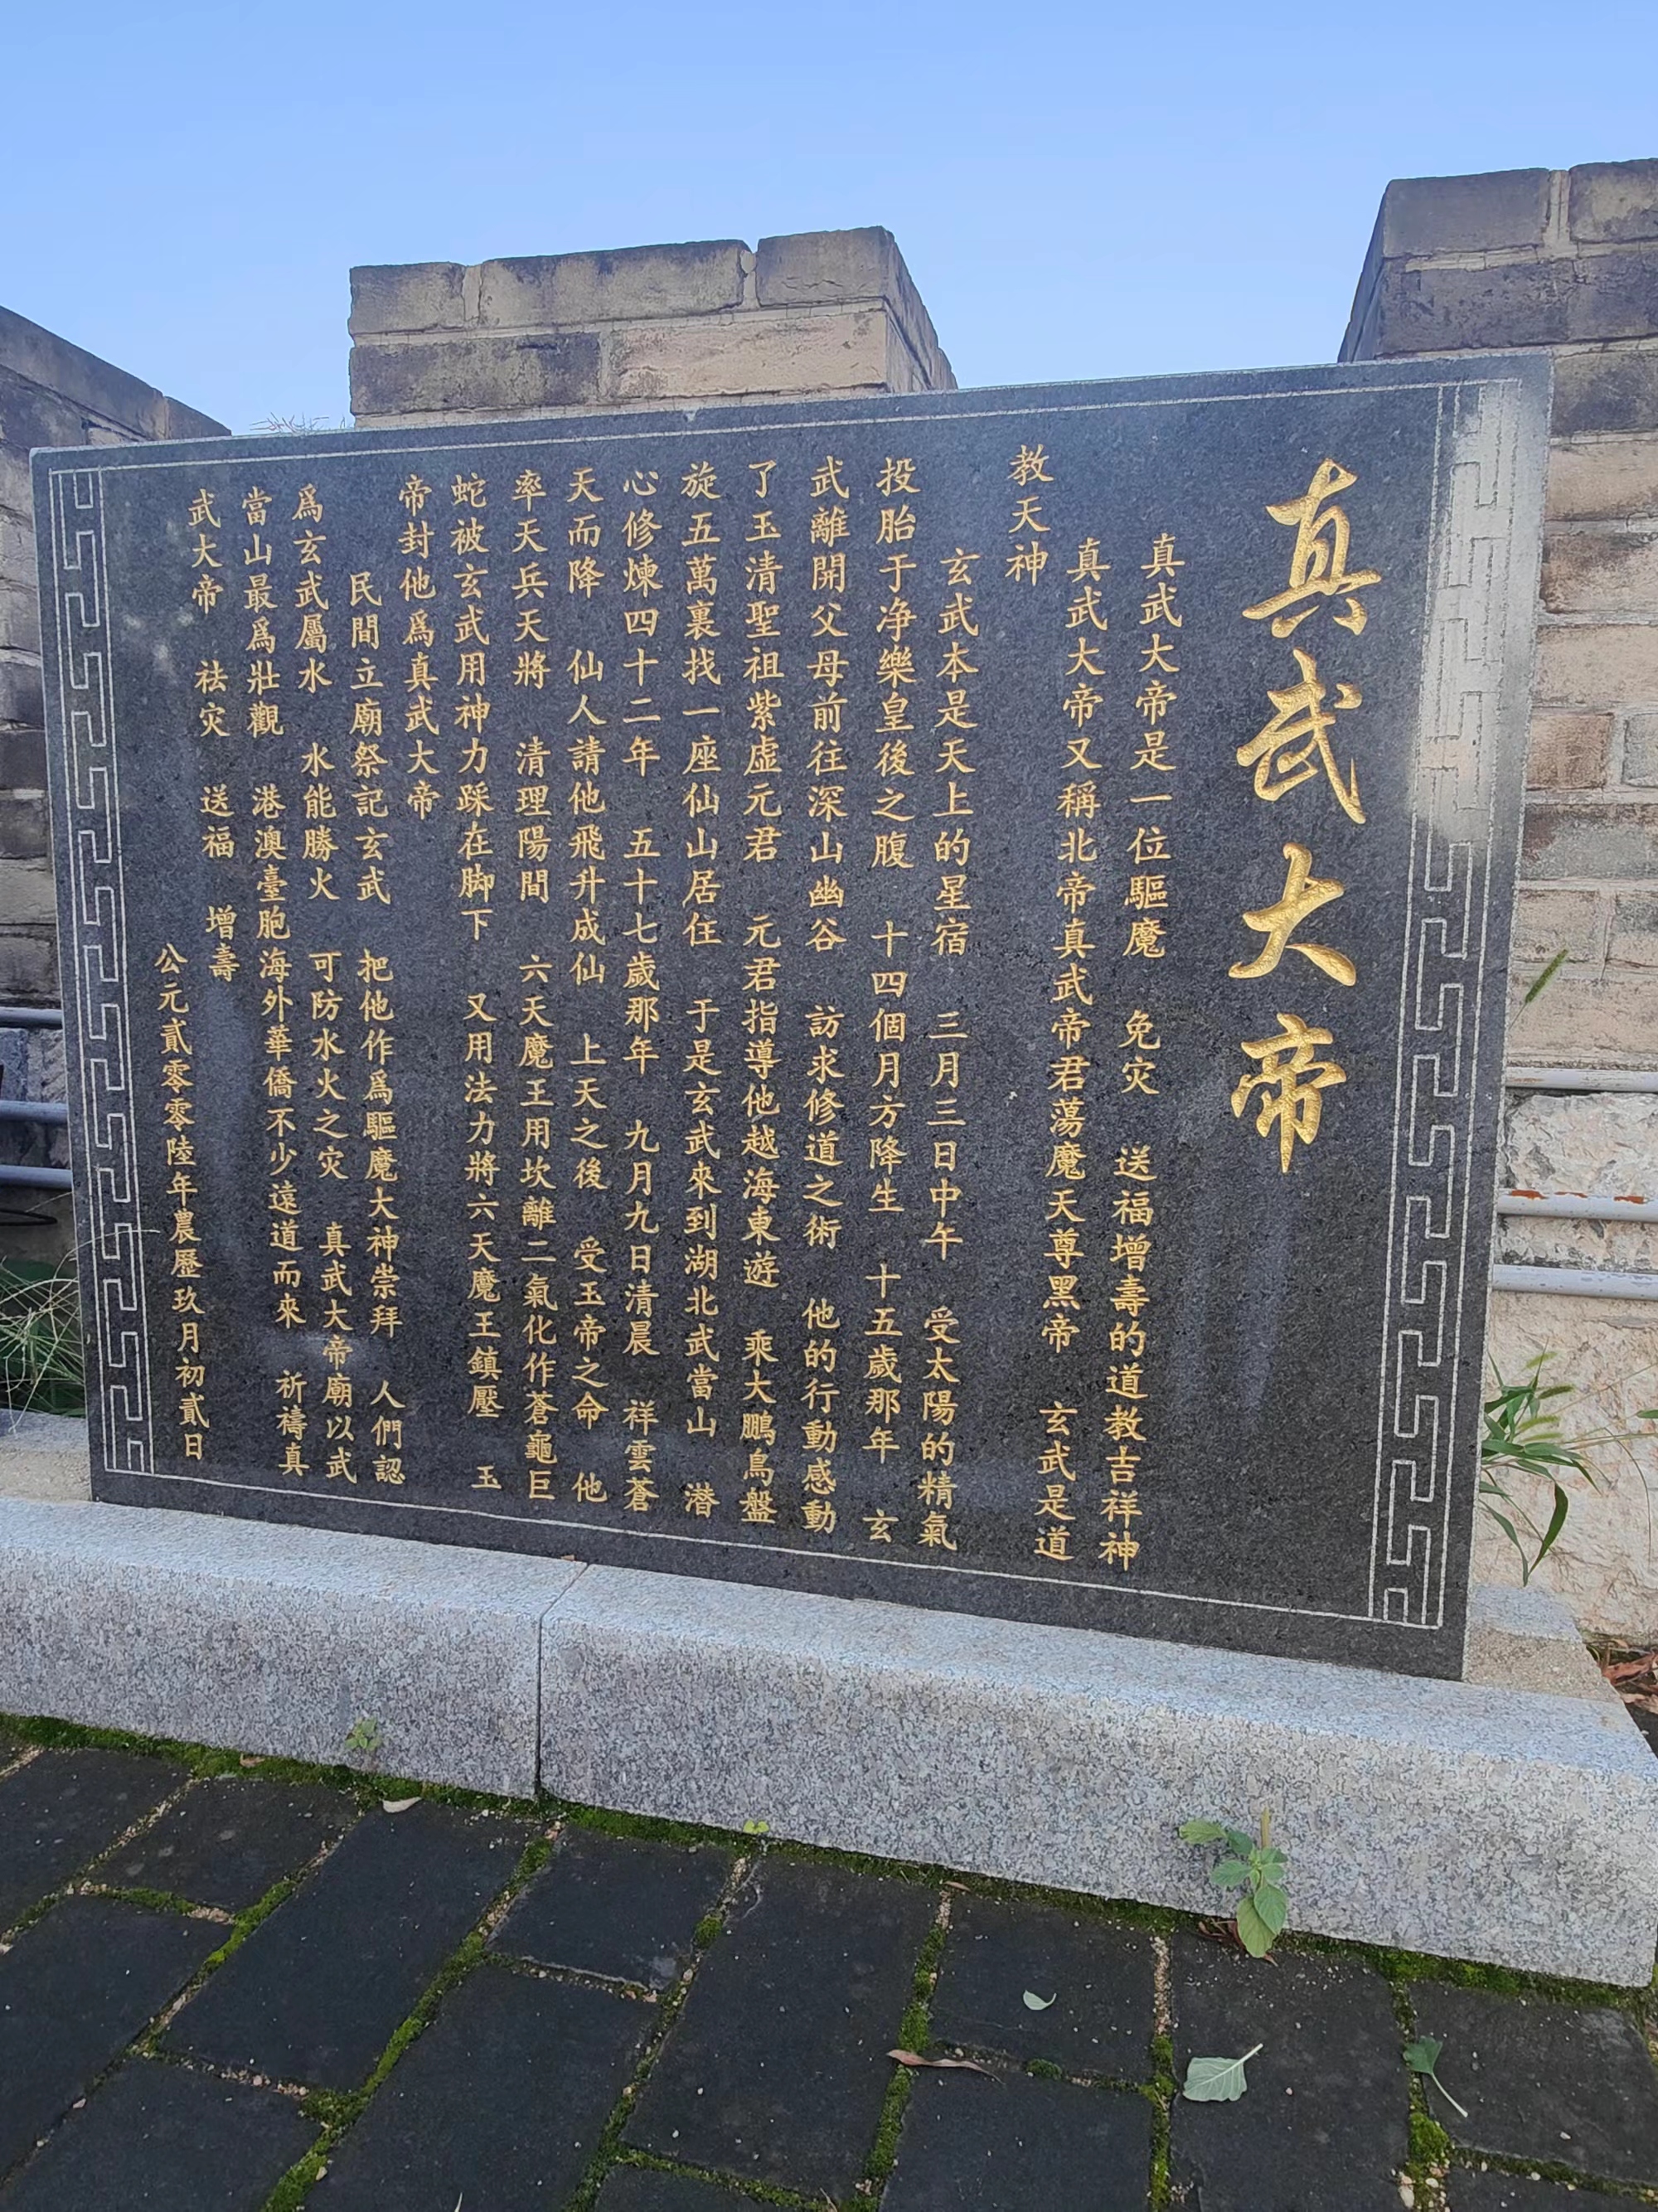 真武大帝
真武大帝是一位驅魔 免灾 送福增壽的道教吉祥神
真武大帝又稱北帝真武帝君蕩魔天尊黑帝 玄武是道
教天神
玄武本是天上的星宿 三月三日中午 受太陽的精氣
投胎于净樂皇後之腹 十四個月方降生 十五歲那年 玄
武離開父母前往深山幽谷 訪求修道之術 他的行動感動
了玉清聖祖紫虛元君 元君指導他越海東遊 乘大鵬鳥盤
旋五萬裏找一座仙山居住 于是玄武來到湖北武當山 潜
心修煉四十二年 五十七歲那年 九月九日清晨 祥雲蒼
天而降 仙人請他飛升成仙 上天之後 受玉帝之命 他
率天兵天將 清理陽間 六天魔王用坎離二氣化作蒼龜巨
蛇被玄武用神力踩在脚下 又用法力將六天魔王鎮壓 玉
帝封他爲真武大帝
民間立廟祭記玄武 把他作爲驅魔大神崇拜 人們認
爲玄武屬水 水能勝火 可防水火之灾 真武大帝廟以武
當山最爲壯觀 港澳臺胞海外華僑不少遠道而來 祈禱真
武大帝 祛灾 送福 增壽
公元貳零零陸年農歷玖月初貳日